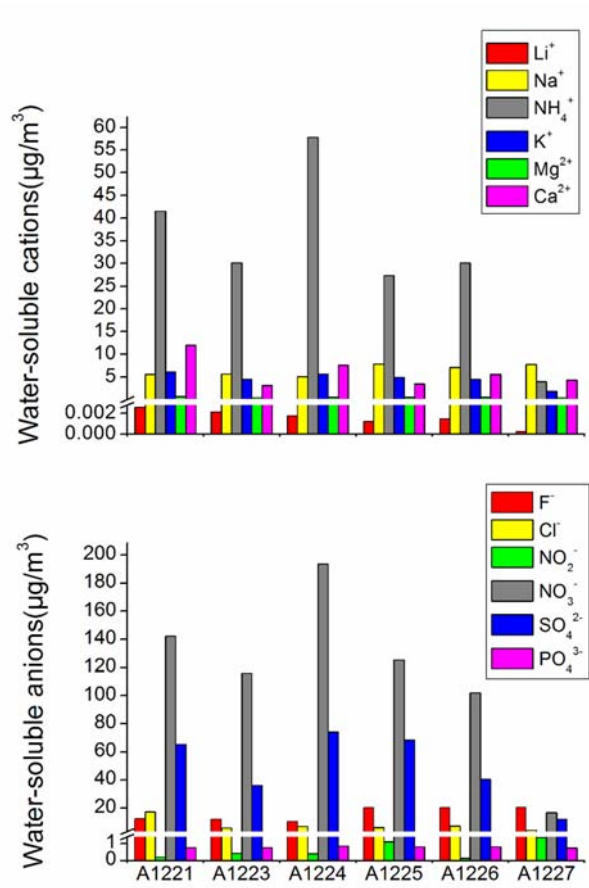 Li⁺
Na⁺
NH₄⁺
K⁺
Mg²⁺
Ca²⁺
Water-soluble cations(μg/m³)
60
55
50
45
40
35
30
25
20
15
10
5
0.002
0.000
F⁻
Cl⁻
NO₂⁻
NO₃⁻
SO₄²⁻
PO₄³⁻
Water-soluble anions(μg/m³)
200
180
160
140
120
100
80
60
40
20
1
0
A1221 A1223 A1224 A1225 A1226 A1227